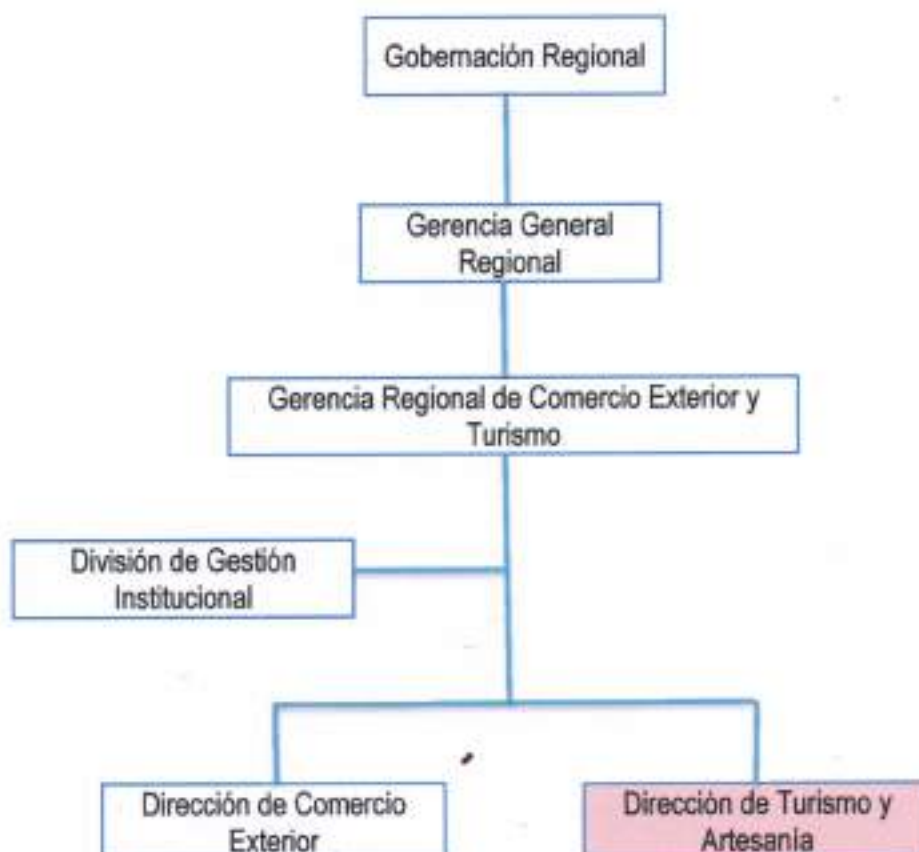 Gobernación Regional
Gerencia General
Regional
Gerencia Regional de Comercio Exterior y
Turismo
División de Gestión
Institucional
Dirección de Comercio
Exterior
Dirección de Turismo y
Artesanía